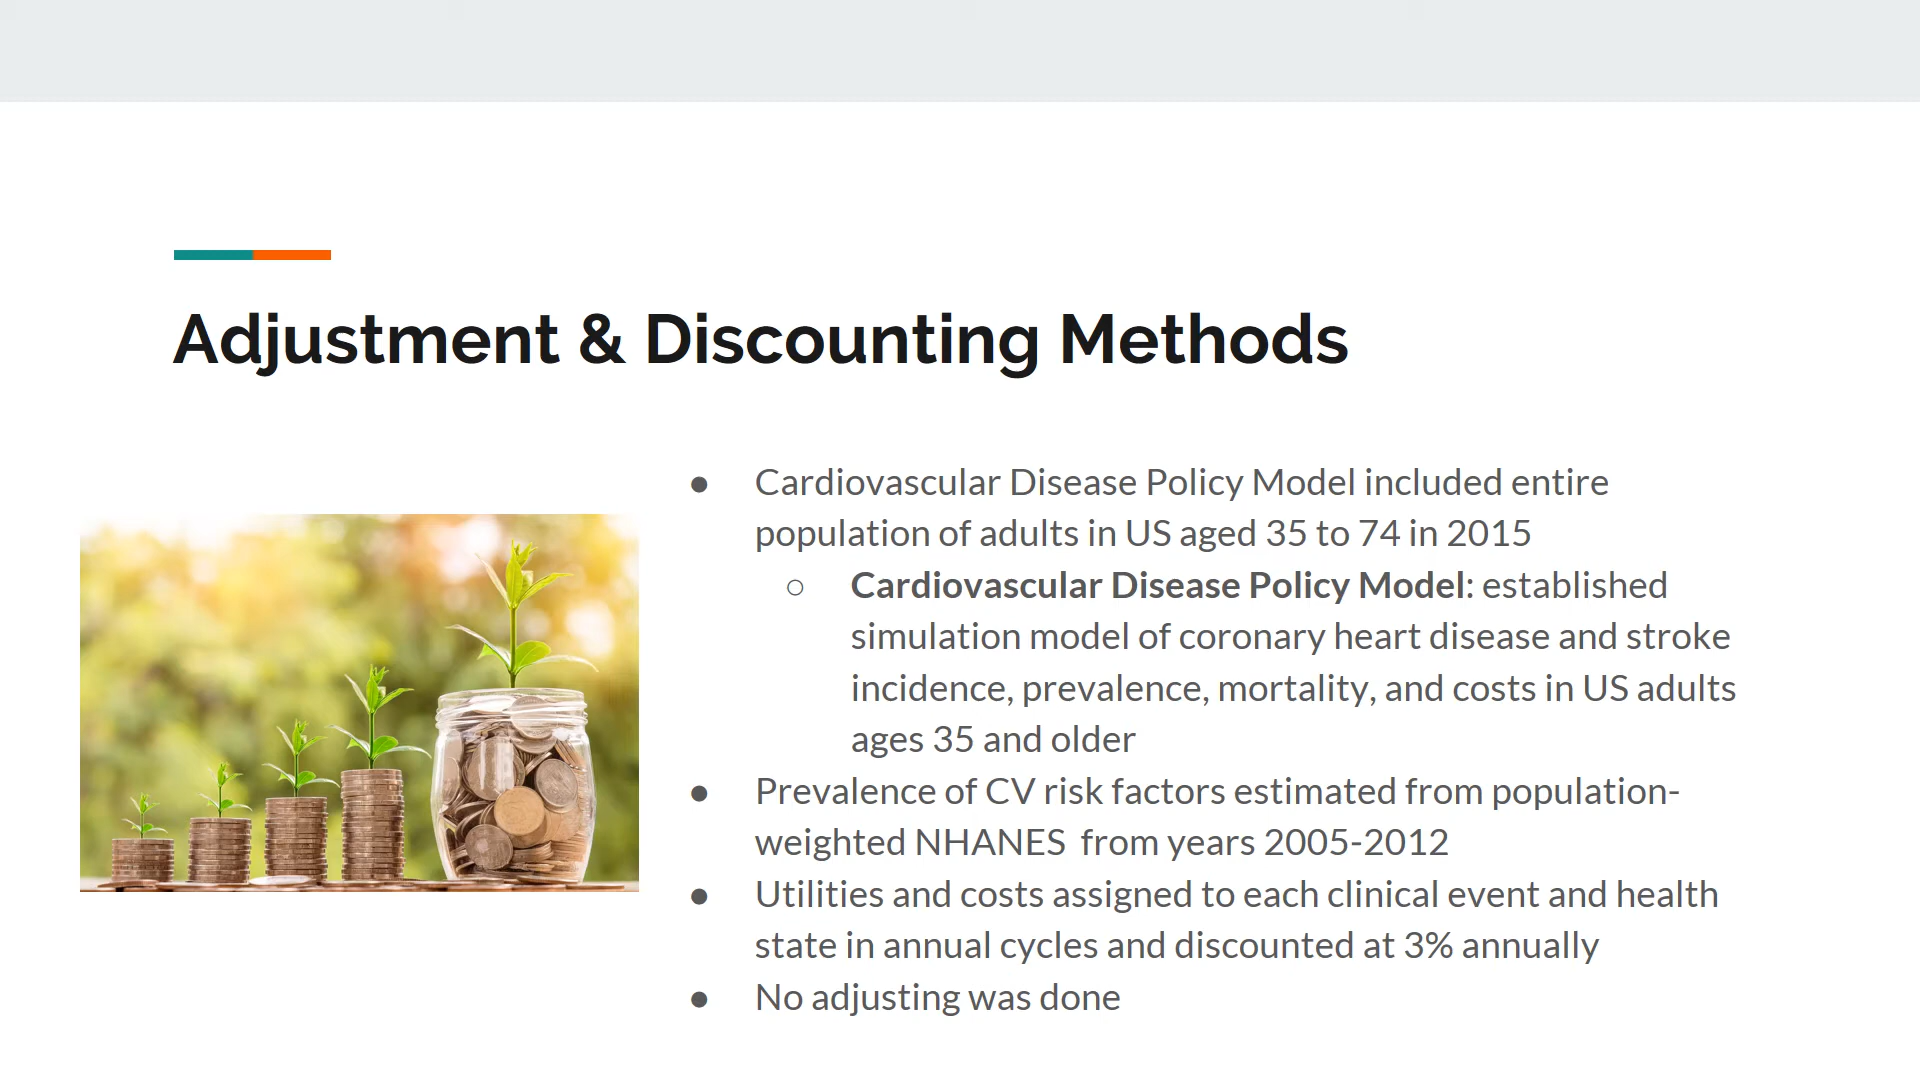 Adjustment & Discounting Methods
● Cardiovascular Disease Policy Model included entire
population of adults in US aged 35 to 74 in 2015
○ Cardiovascular Disease Policy Model: established
simulation model of coronary heart disease and stroke
incidence, prevalence, mortality, and costs in US adults
ages 35 and older
● Prevalence of CV risk factors estimated from population-
weighted NHANES  from years 2005-2012
● Utilities and costs assigned to each clinical event and health
state in annual cycles and discounted at 3% annually
● No adjusting was done